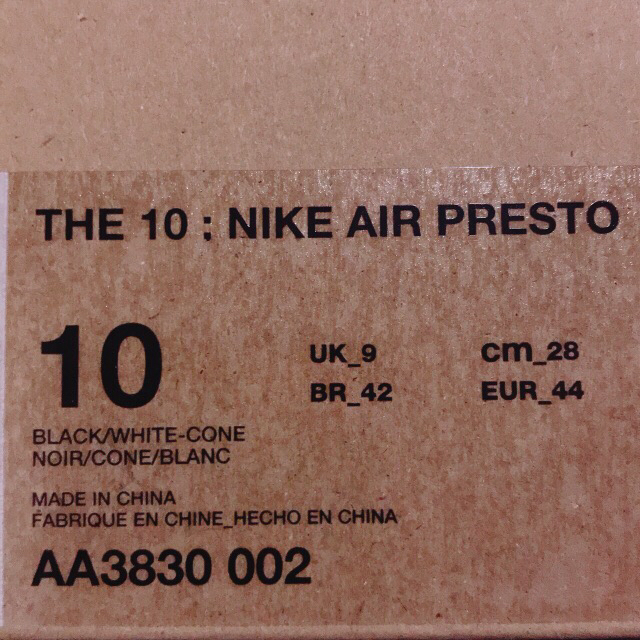 THE 10 : NIKE AIR PRESTO
10
UK_9 cm_28
BR_42 EUR_44
BLACK/WHITE-CONE
NOIR/CONE/BLANC
MADE IN CHINA
FABRIQUE EN CHINE_HECHO EN CHINA
AA3830 002